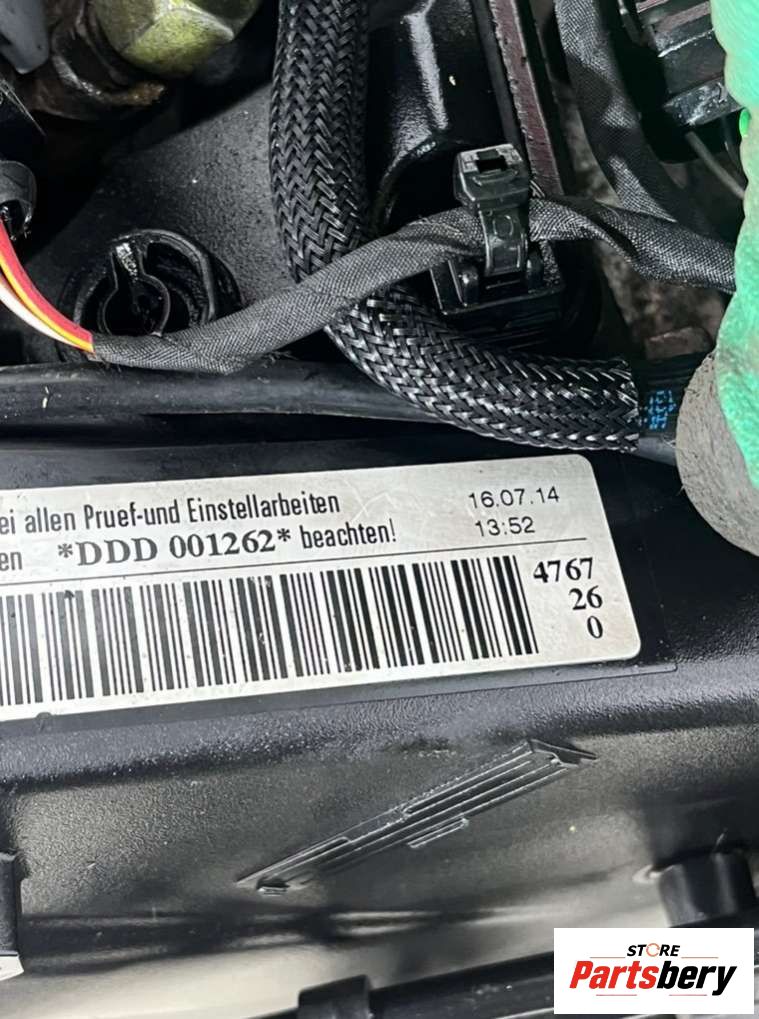 ei allen Pruef-und Einstellarbeiten
en *DDD 001262* beachten!
16.07.14
13:52
4767
26
0
STORE
Partsbery